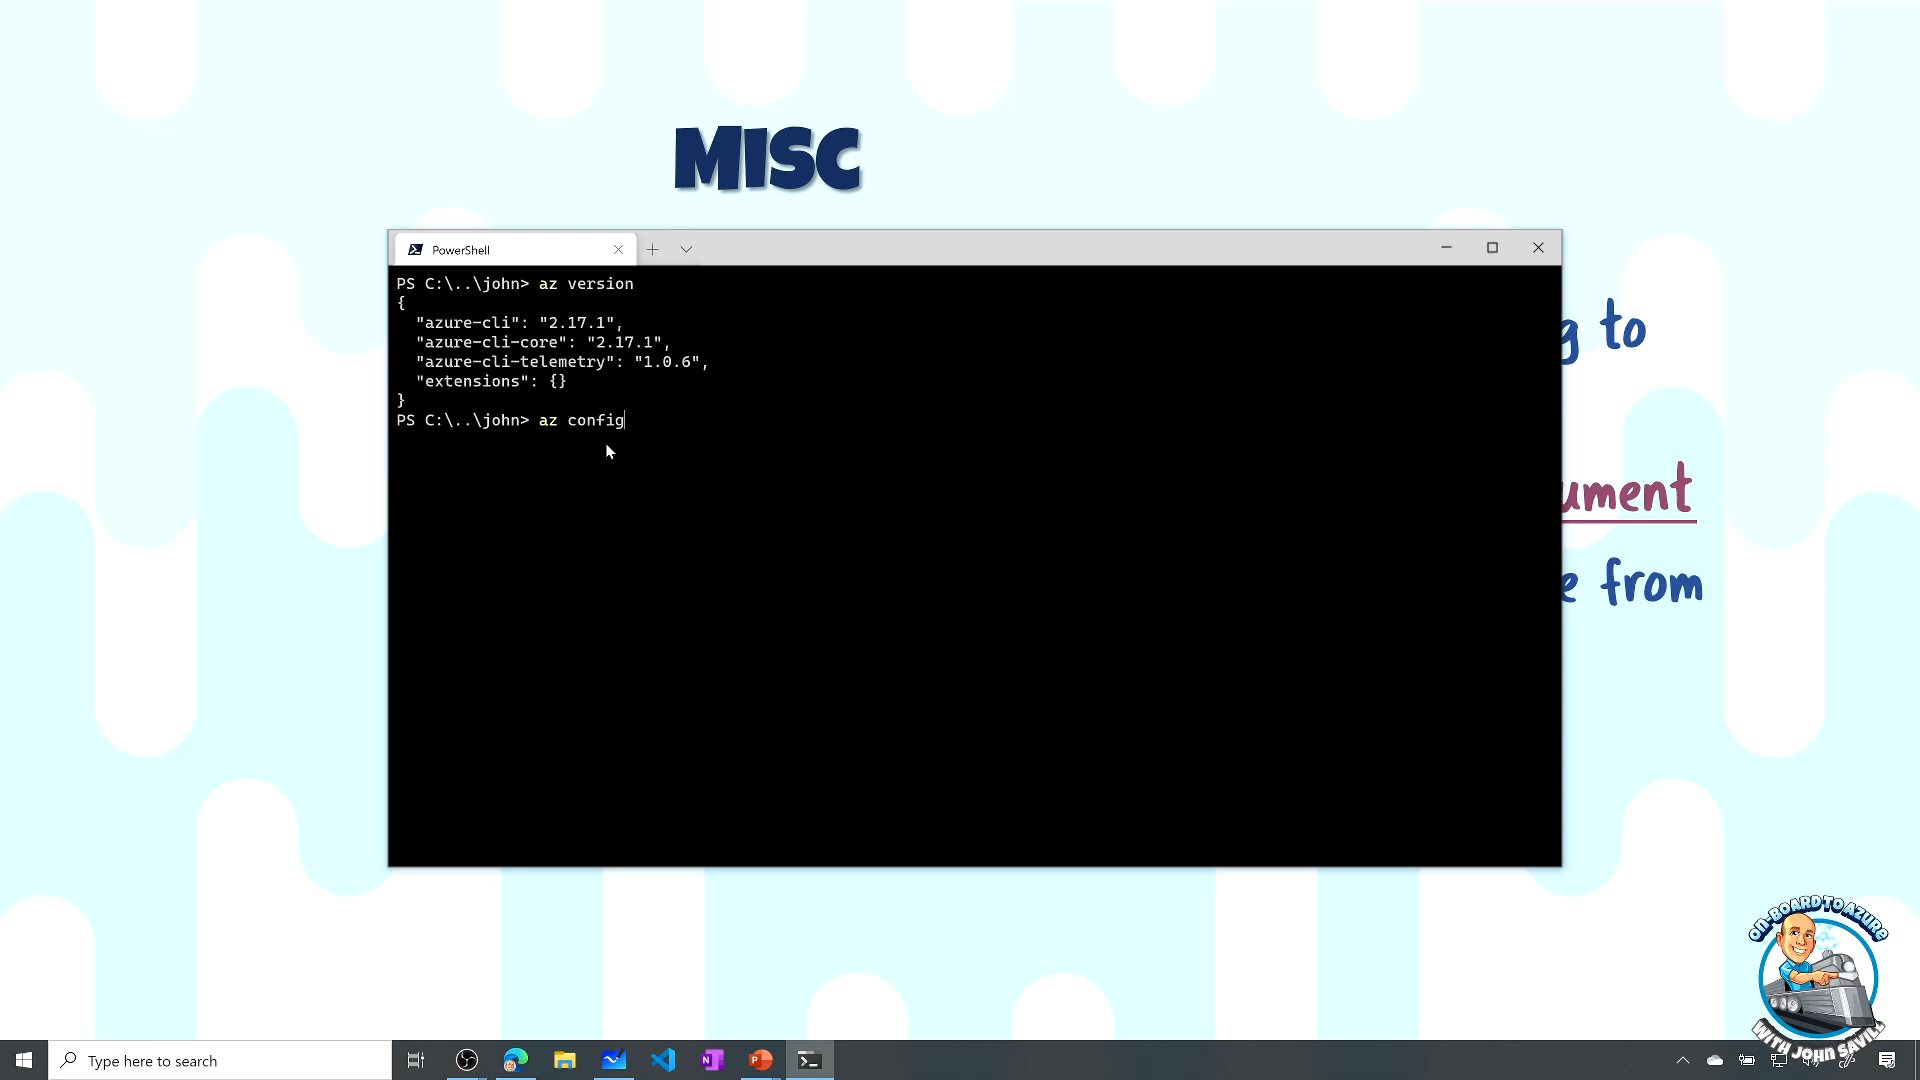 MISC
PowerShell
PS C:\..\john> az version
{
"azure-cli": "2.17.1",
"azure-cli-core": "2.17.1",
"azure-cli-telemetry": "1.0.6",
"extensions": {}
}
PS C:\..\john> az config
g to
ument
e from
ON-BOARD TO AZURE
WITH JOHN SAVILL
Type here to search